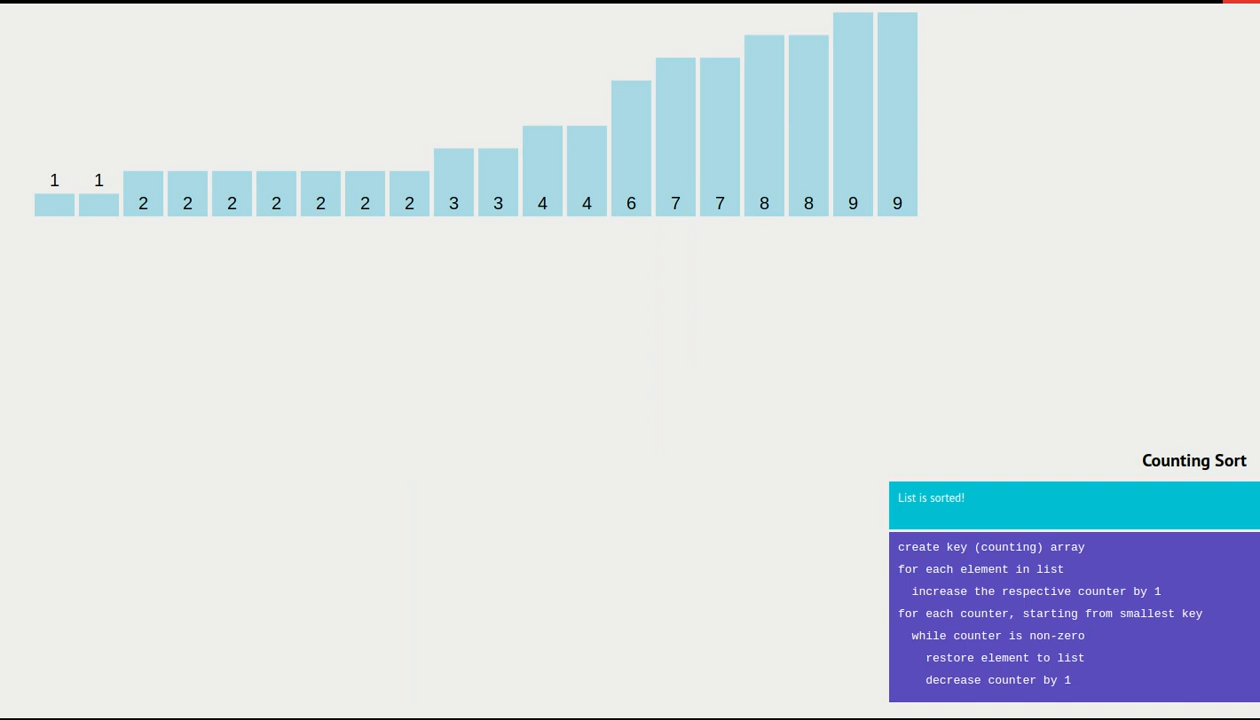 1 1 2 2 2 2 2 2 2 3 3 4 4 6 7 7 8 8 9 9
Counting Sort
List is sorted!
create key (counting) array
for each element in list
increase the respective counter by 1
for each counter, starting from smallest key
while counter is non-zero
restore element to list
decrease counter by 1